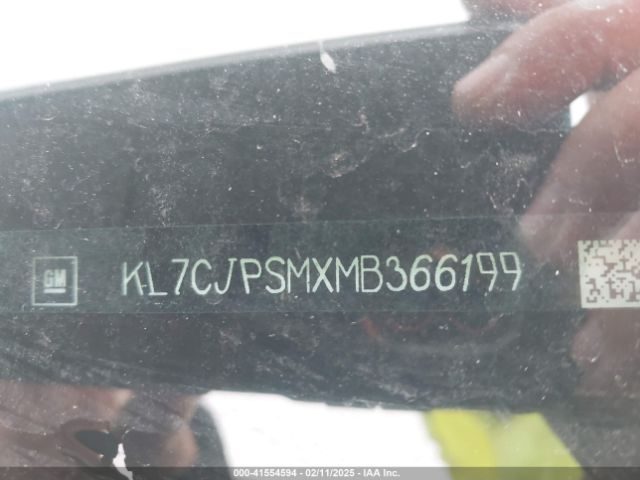 GM KL7CJPSMXMB366199
000-41554594 - 02/11/2025 - IAA Inc.